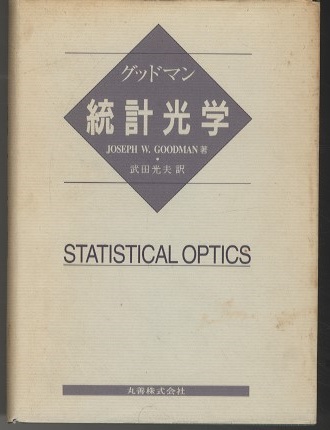 グッドマン
統計光学
JOSEPH W. GOODMAN 著
武田光夫 訳
STATISTICAL OPTICS
丸善株式会社